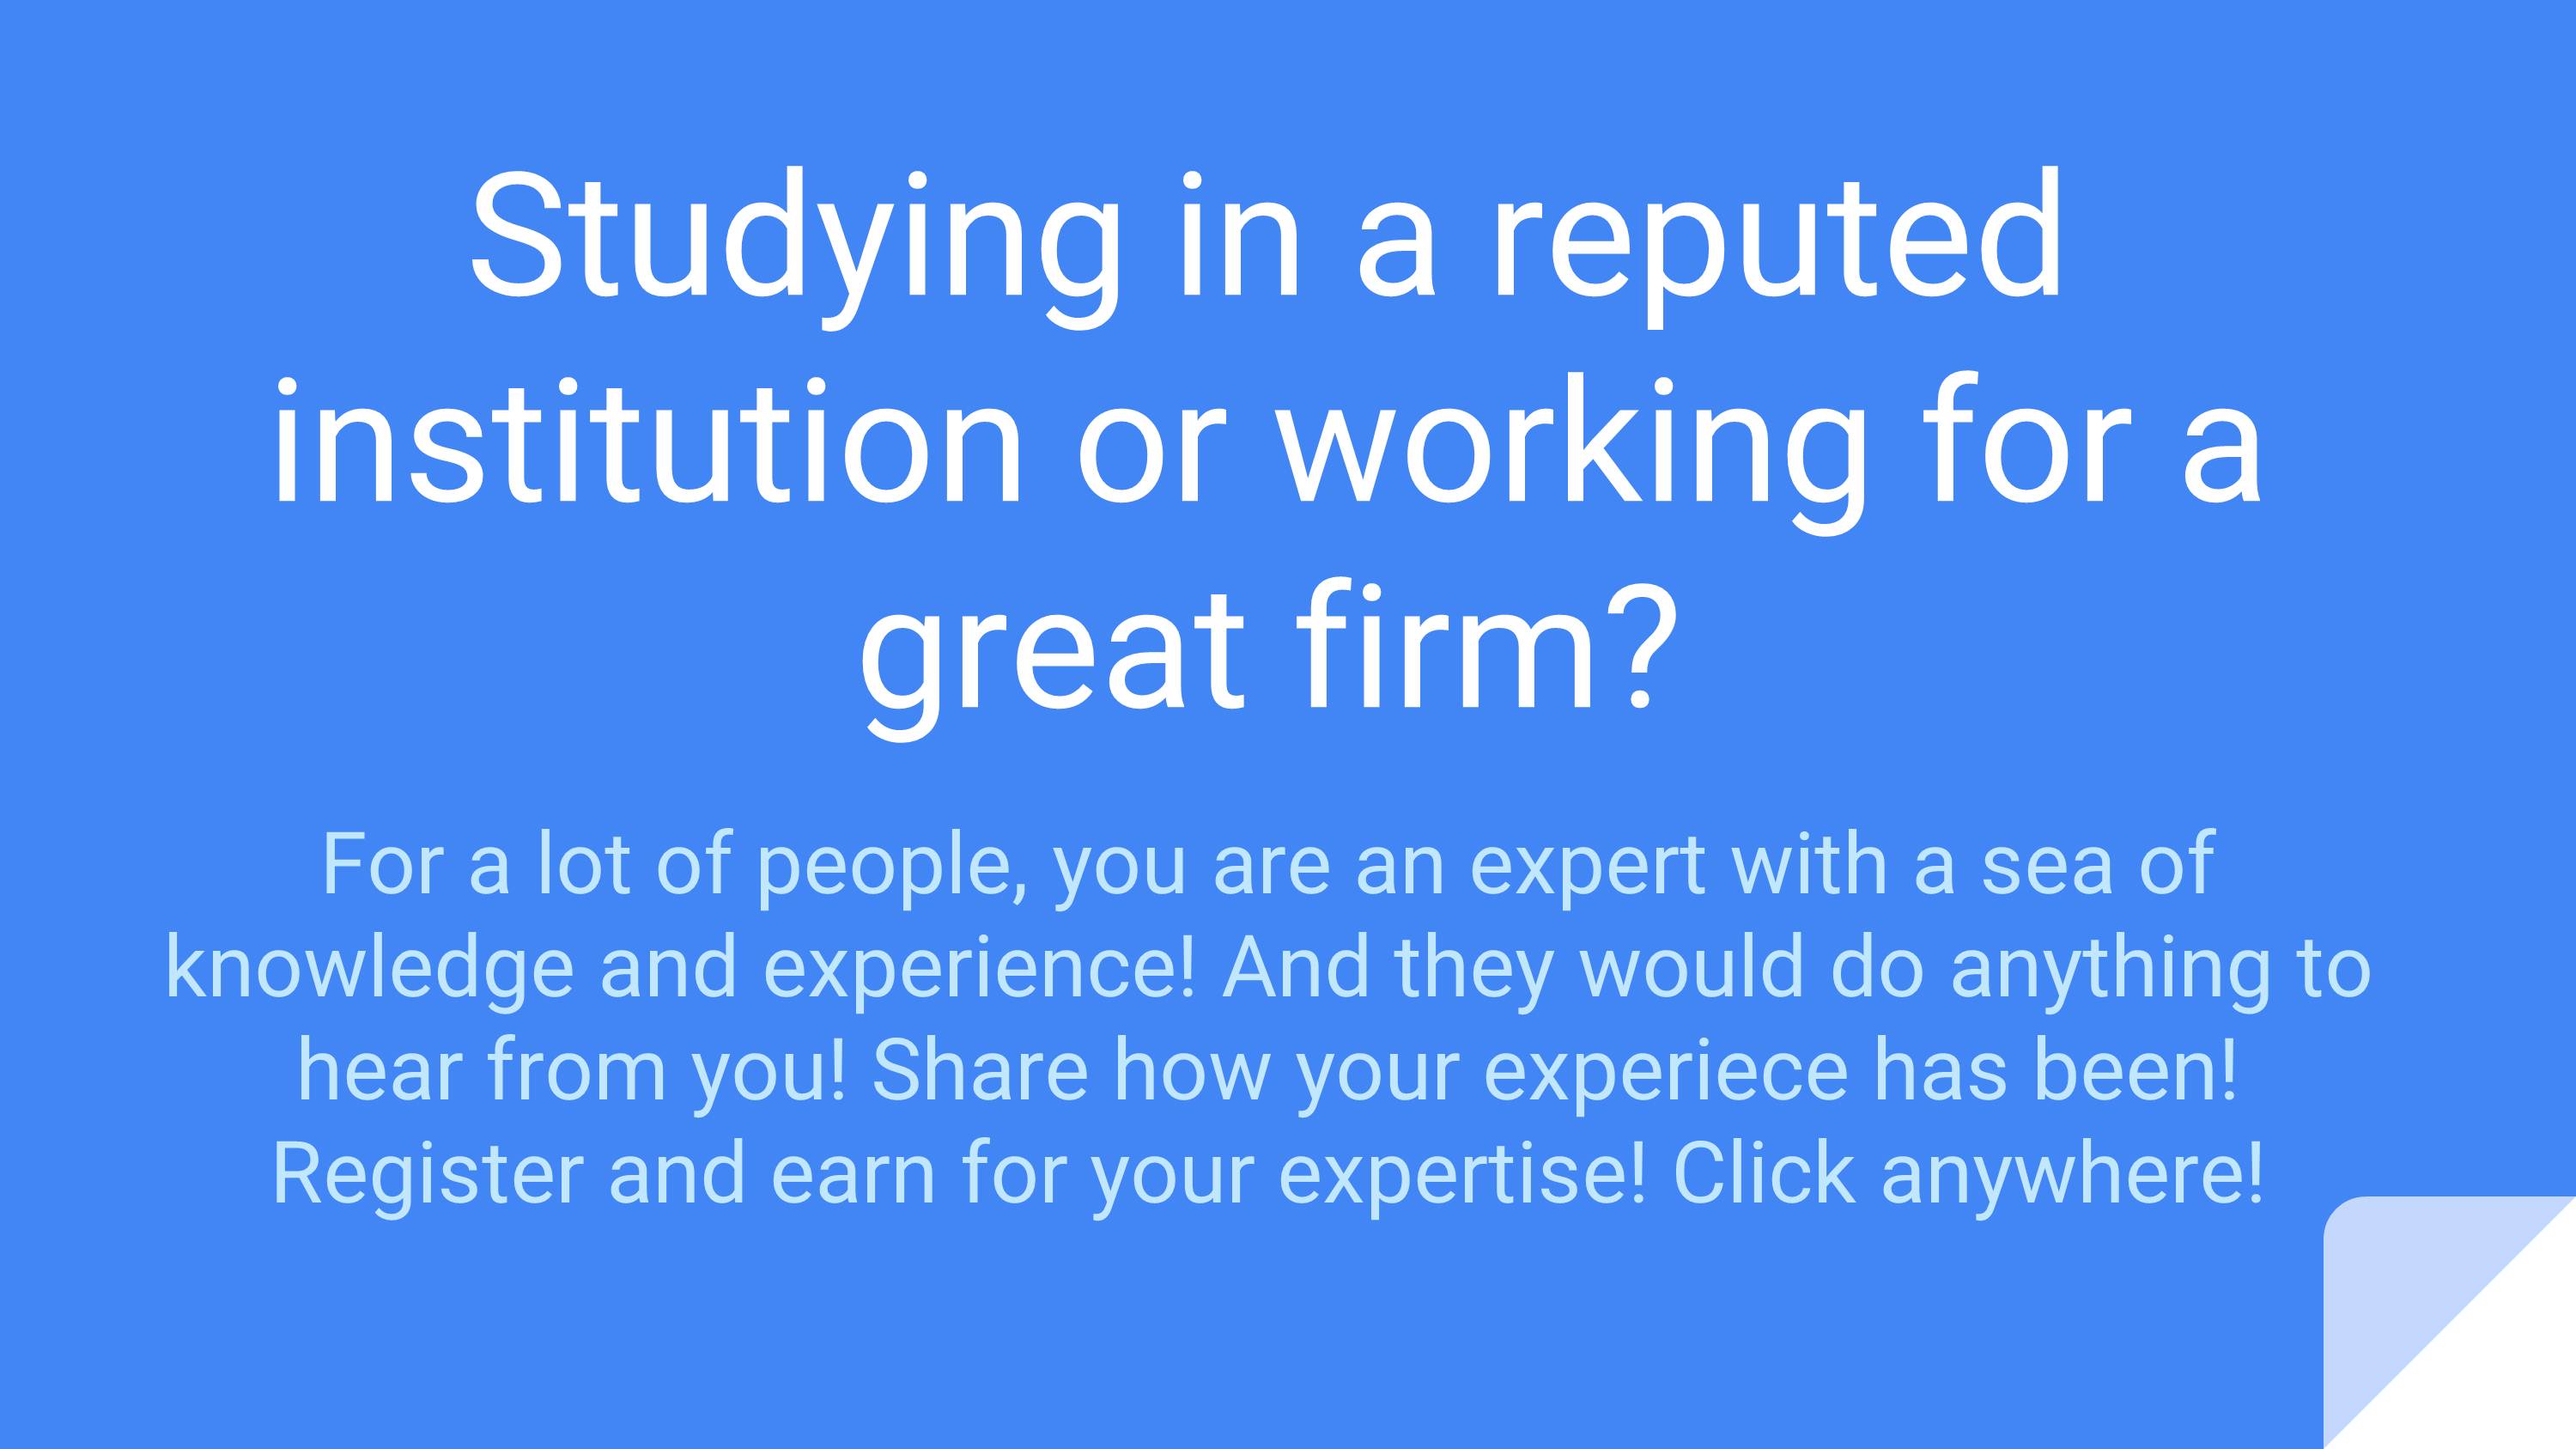 Studying in a reputed
institution or working for a
great firm?
For a lot of people, you are an expert with a sea of
knowledge and experience! And they would do anything to
hear from you! Share how your experiece has been!
Register and earn for your expertise! Click anywhere!